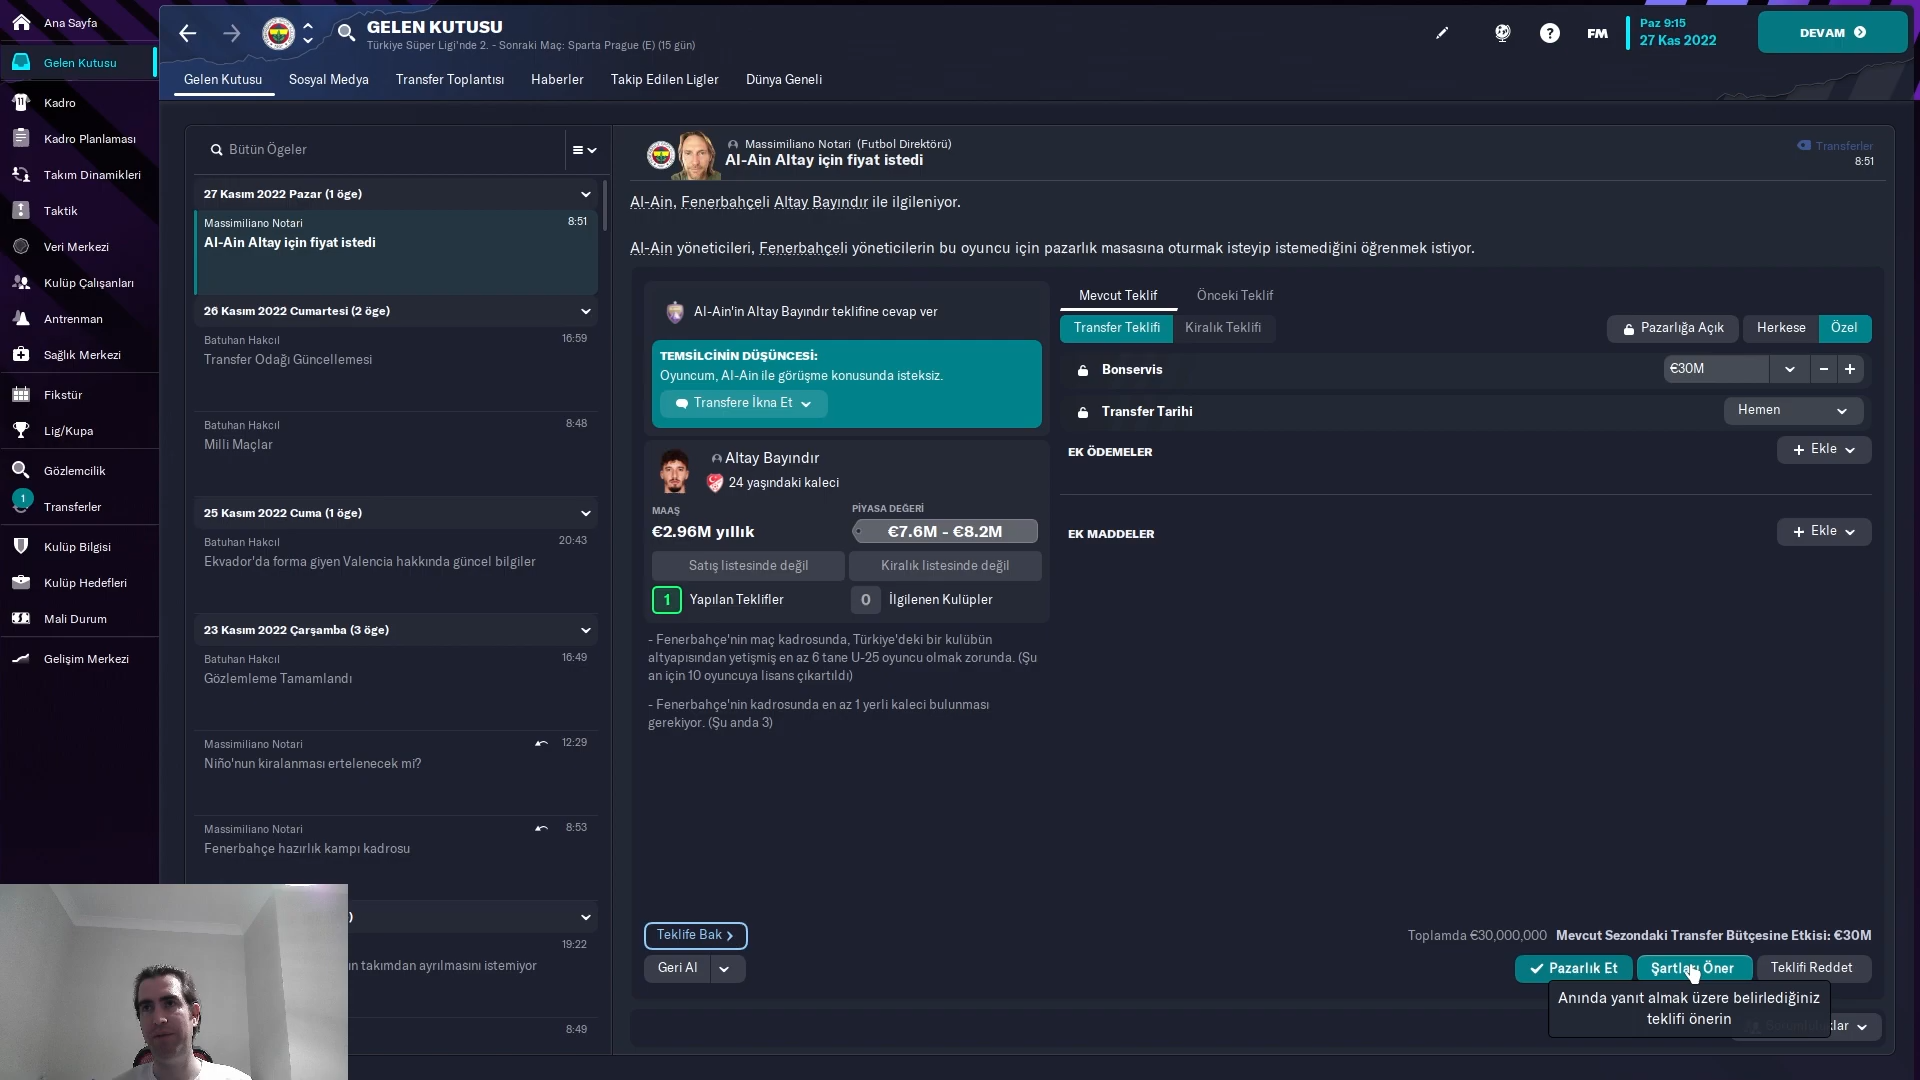 Ana Sayfa
Gelen Kutusu
Kadro
Kadro Planlaması
Takım Dinamikleri
Taktik
Veri Merkezi
Kulüp Çalışanları
Antrenman
Sağlık Merkezi
Fikstür
Lig/Kupa
Gözlemcilik
1
Transferler
Kulüp Bilgisi
Kulüp Hedefleri
Mali Durum
Gelişim Merkezi
GELEN KUTUSU
Türkiye Süper Ligi'nde 2. - Sonraki Maç: Sparta Prague (E) (15 gün)
FM
Paz 9:15
27 Kas 2022
DEVAM
Gelen Kutusu
Sosyal Medya
Transfer Toplantısı
Haberler
Takip Edilen Ligler
Dünya Geneli
Bütün Ögeler
27 Kasım 2022 Pazar (1 öge)
Massimiliano Notari 8:51
Al-Ain Altay için fiyat istedi
26 Kasım 2022 Cumartesi (2 öge)
Batuhan Hakcıl 16:59
Transfer Odağı Güncellemesi
Batuhan Hakcıl 8:48
Milli Maçlar
25 Kasım 2022 Cuma (1 öge)
Batuhan Hakcıl 20:43
Ekvador'da forma giyen Valencia hakkında güncel bilgiler
23 Kasım 2022 Çarşamba (3 öge)
Batuhan Hakcıl 16:49
Gözlemleme Tamamlandı
Massimiliano Notari 12:29
Niño'nun kiralanması ertelenecek mi?
Massimiliano Notari 8:53
Fenerbahçe hazırlık kampı kadrosu
)
19:22
takımdan ayrılmasını istemiyor
8:49
Massimiliano Notari (Futbol Direktörü)
Al-Ain Altay için fiyat istedi
Transferler
8:51
Al-Ain, Fenerbahçeli Altay Bayındır ile ilgileniyor.
Al-Ain yöneticileri, Fenerbahçeli yöneticilerin bu oyuncu için pazarlık masasına oturmak isteyip istemediğini öğrenmek istiyor.
Al-Ain'in Altay Bayındır teklifine cevap ver
TEMSİLCİNİN DÜŞÜNCESİ:
Oyuncum, Al-Ain ile görüşme konusunda isteksiz.
Transfere İkna Et
Altay Bayındır
24 yaşındaki kaleci
MAAŞ
€2.96M yıllık
PİYASA DEĞERİ
€7.6M - €8.2M
Satış listesinde değil
Kiralık listesinde değil
1 Yapılan Teklifler
0 İlgilenen Kulüpler
- Fenerbahçe'nin maç kadrosunda, Türkiye'deki bir kulübün
altyapısından yetişmiş en az 6 tane U-25 oyuncu olmak zorunda. (Şu
an için 10 oyuncuya lisans çıkartıldı)
- Fenerbahçe'nin kadrosunda en az 1 yerli kaleci bulunması
gerekiyor. (Şu anda 3)
Mevcut Teklif
Önceki Teklif
Transfer Teklifi
Kiralık Teklifi
Pazarlığa Açık
Herkese
Özel
Bonservis
€30M
Transfer Tarihi
Hemen
EK ÖDEMELER
Ekle
EK MADDELER
Ekle
Teklife Bak
Geri Al
Toplamda €30,000,000 Mevcut Sezondaki Transfer Bütçesine Etkisi: €30M
Pazarlık Et
Şartları Öner
Teklifi Reddet
Anında yanıt almak üzere belirlediğiniz
teklifi önerin